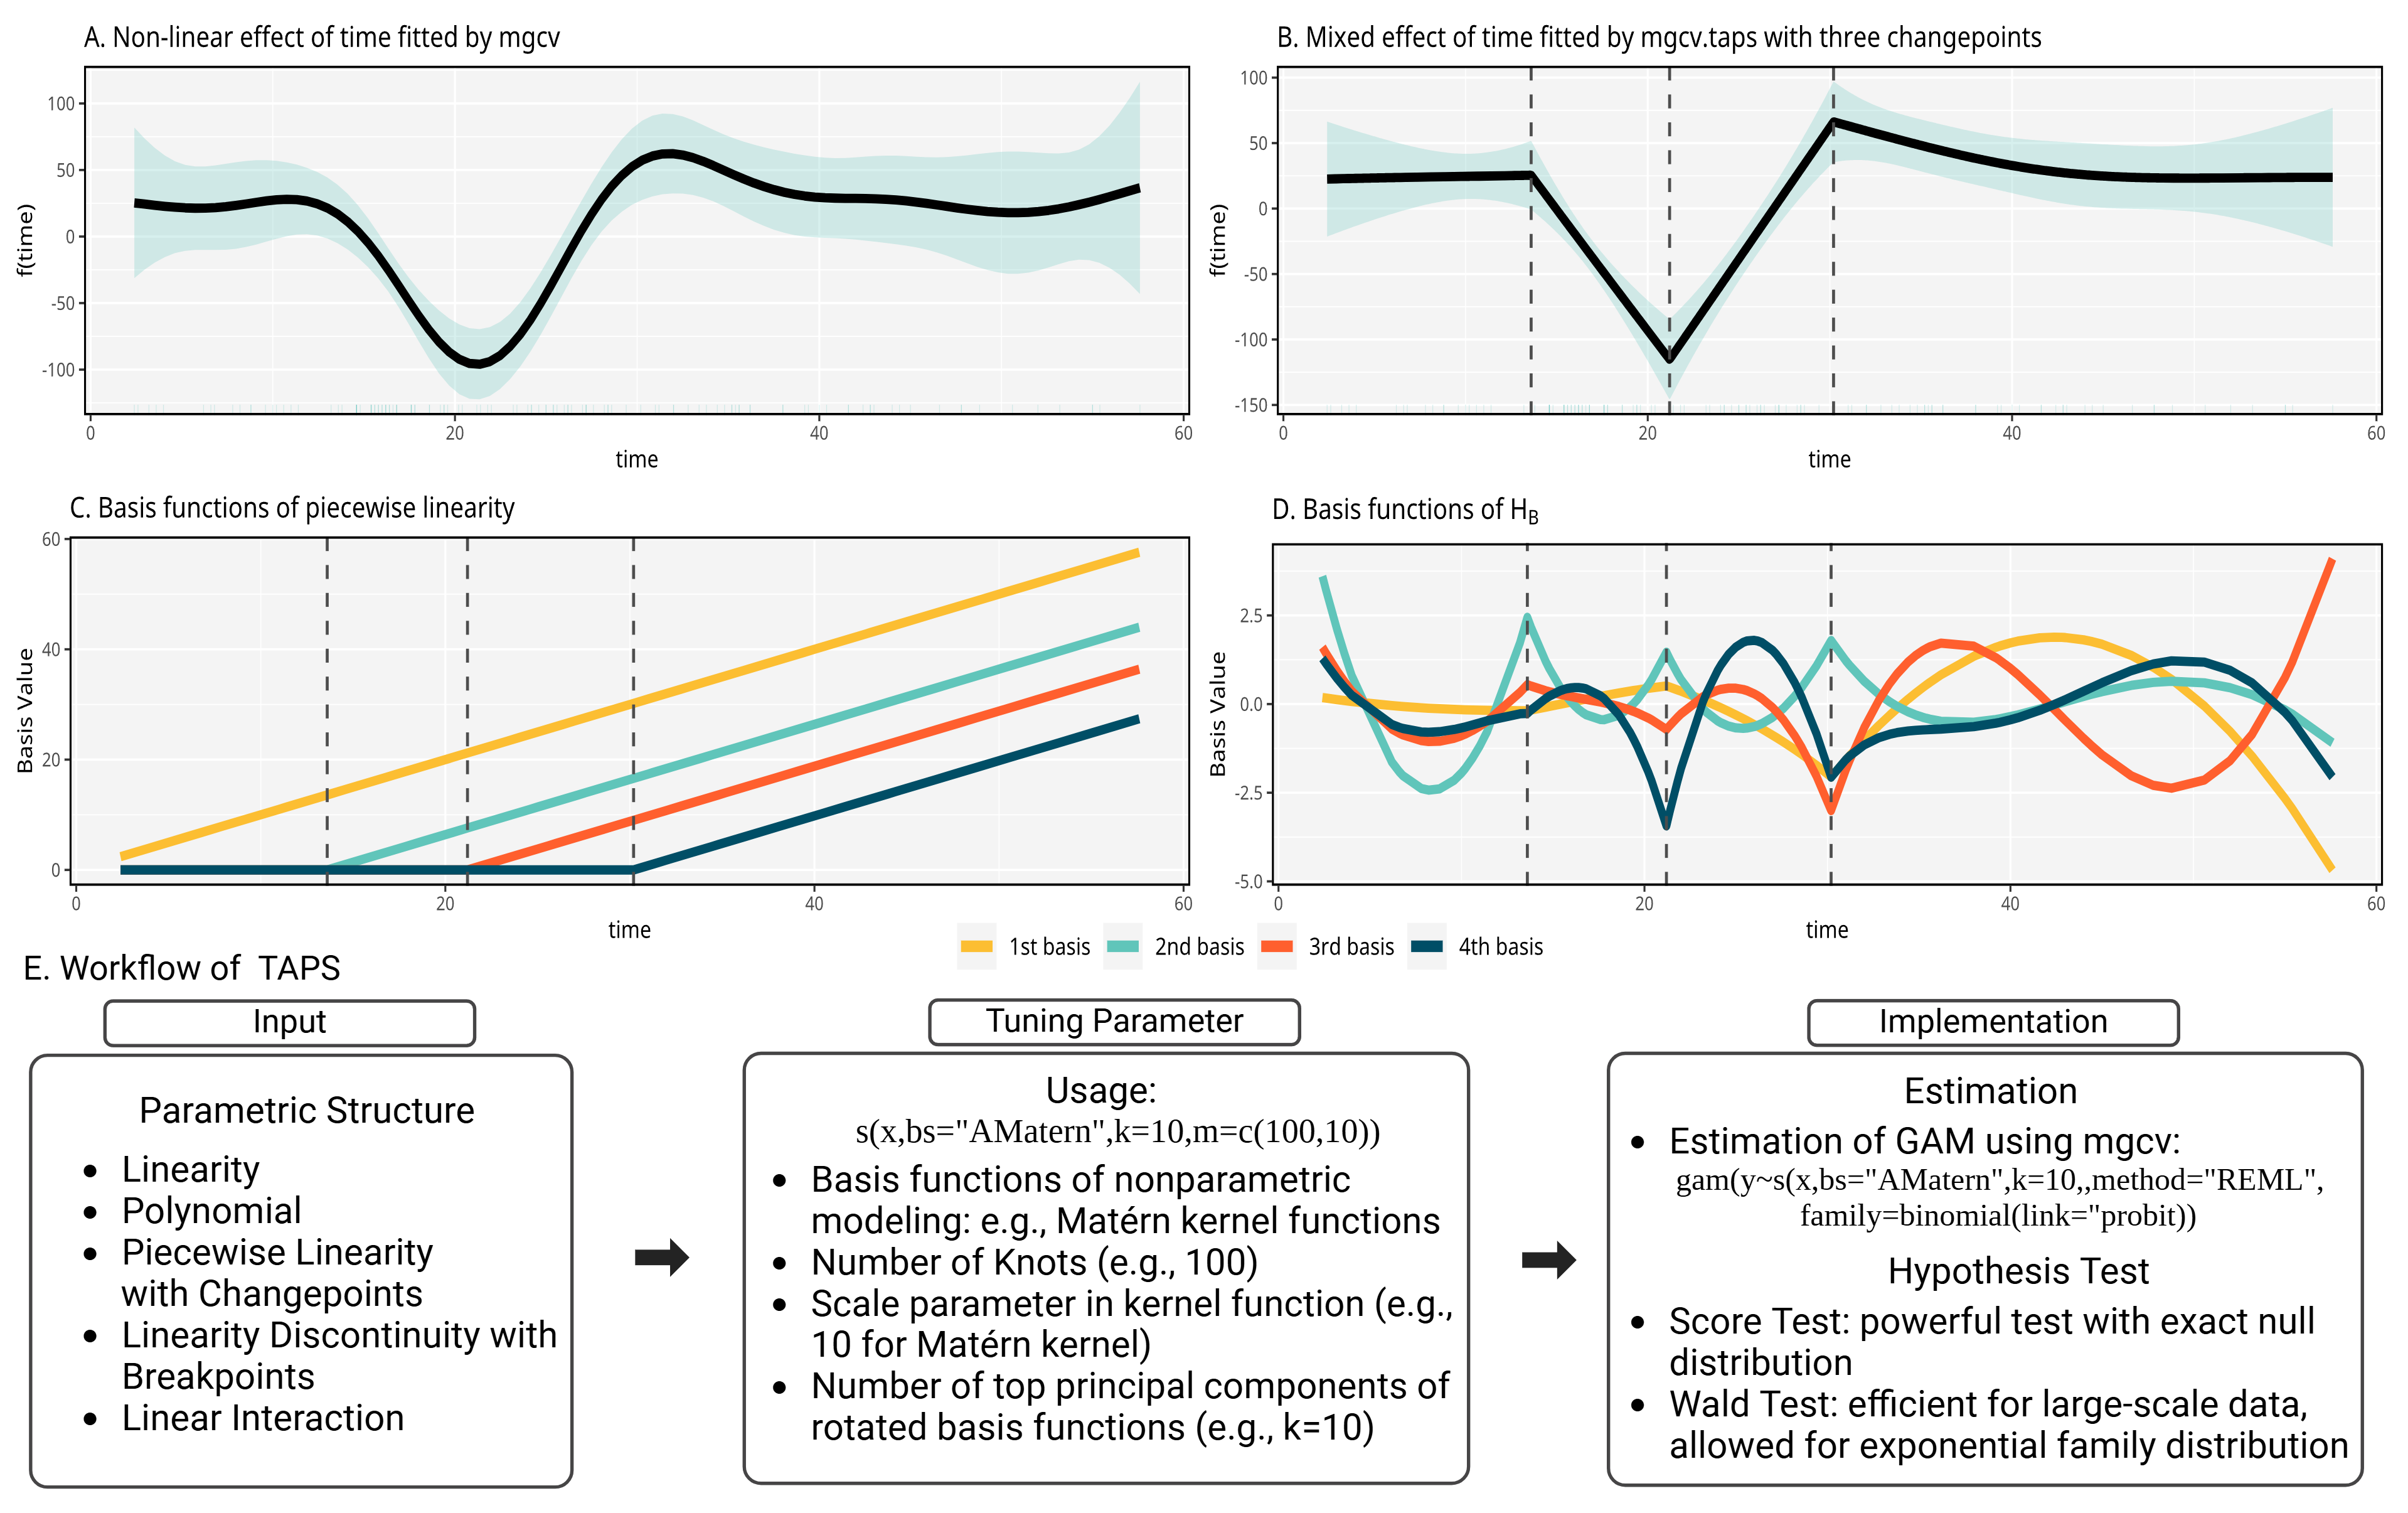 A. Non-linear effect of time fitted by mgcv
100
50
0
-50
-100
f(time)
0
20
40
60
time
B. Mixed effect of time fitted by mgcv.taps with three changepoints
100
50
0
-50
-100
-150
f(time)
0
20
40
60
time
C. Basis functions of piecewise linearity
60
40
20
0
Basis Value
0
20
40
60
time
D. Basis functions of H_B
2.5
0.0
-2.5
-5.0
Basis Value
0
20
40
60
time
1st basis
2nd basis
3rd basis
4th basis
E. Workflow of TAPS
Input
Parametric Structure
• Linearity
• Polynomial
• Piecewise Linearity
with Changepoints
• Linearity Discontinuity with
Breakpoints
• Linear Interaction
Tuning Parameter
Usage:
s(x,bs="AMatern",k=10,m=c(100,10))
• Basis functions of nonparametric
modeling: e.g., Matérn kernel functions
• Number of Knots (e.g., 100)
• Scale parameter in kernel function (e.g.,
10 for Matérn kernel)
• Number of top principal components of
rotated basis functions (e.g., k=10)
Implementation
Estimation
• Estimation of GAM using mgcv:
gam(y~s(x,bs="AMatern",k=10,,method="REML",
family=binomial(link="probit))
Hypothesis Test
• Score Test: powerful test with exact null
distribution
• Wald Test: efficient for large-scale data,
allowed for exponential family distribution